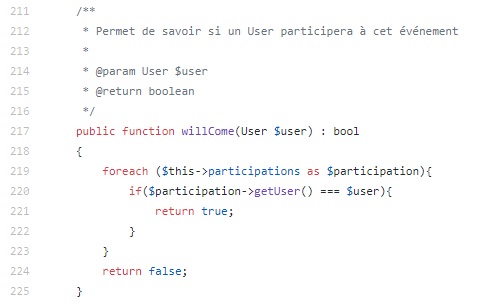 211 /**
212 * Permet de savoir si un User participera à cet événement
213 *
214 * @param User $user
215 * @return boolean
216 */
217 public function willCome(User $user) : bool
218 {
219 foreach ($this->participations as $participation){
220 if($participation->getUser() === $user){
221 return true;
222 }
223 }
224 return false;
225 }